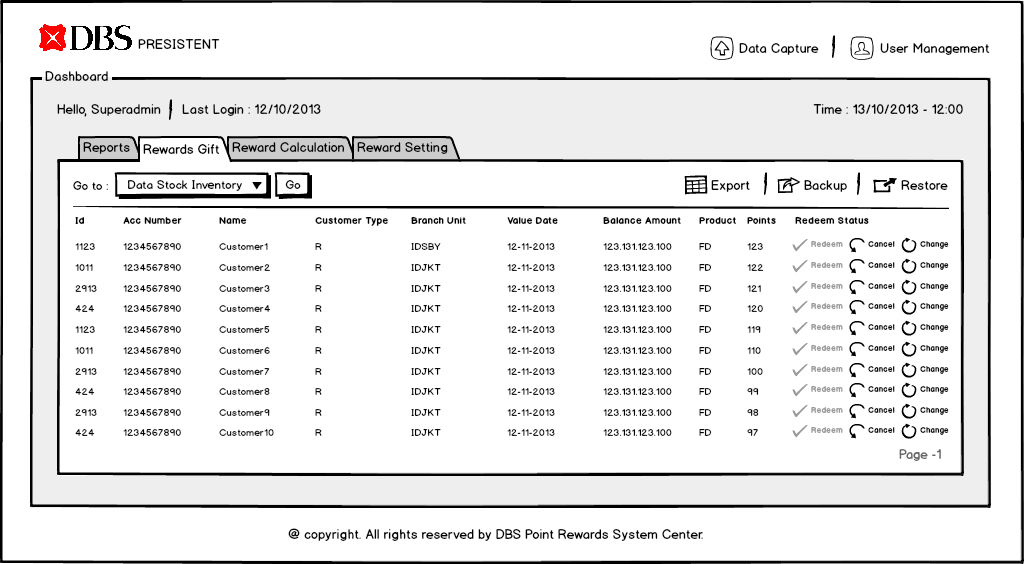 DBS PRESISTENT
Data Capture | User Management
Dashboard
Hello, Superadmin | Last Login : 12/10/2013 Time : 13/10/2013 - 12:00
Reports Rewards Gift Reward Calculation Reward Setting
Go to : Data Stock Inventory Go Export | Backup | Restore
Id Acc Number Name Customer Type Branch Unit Value Date Balance Amount Product Points Redeem Status
1123 1234567890 Customer1 R IDSBY 12-11-2013 123.131.123.100 FD 123 Redeem Cancel Change
1011 1234567890 Customer2 R IDJKT 12-11-2013 123.131.123.100 FD 122 Redeem Cancel Change
2913 1234567890 Customer3 R IDJKT 12-11-2013 123.131.123.100 FD 121 Redeem Cancel Change
424 1234567890 Customer4 R IDJKT 12-11-2013 123.131.123.100 FD 120 Redeem Cancel Change
1123 1234567890 Customer5 R IDJKT 12-11-2013 123.131.123.100 FD 119 Redeem Cancel Change
1011 1234567890 Customer6 R IDJKT 12-11-2013 123.131.123.100 FD 110 Redeem Cancel Change
2913 1234567890 Customer7 R IDJKT 12-11-2013 123.131.123.100 FD 100 Redeem Cancel Change
424 1234567890 Customer8 R IDJKT 12-11-2013 123.131.123.100 FD 99 Redeem Cancel Change
2913 1234567890 Customer9 R IDJKT 12-11-2013 123.131.123.100 FD 98 Redeem Cancel Change
424 1234567890 Customer10 R IDJKT 12-11-2013 123.131.123.100 FD 97 Redeem Cancel Change
Page -1
@ copyright. All rights reserved by DBS Point Rewards System Center.